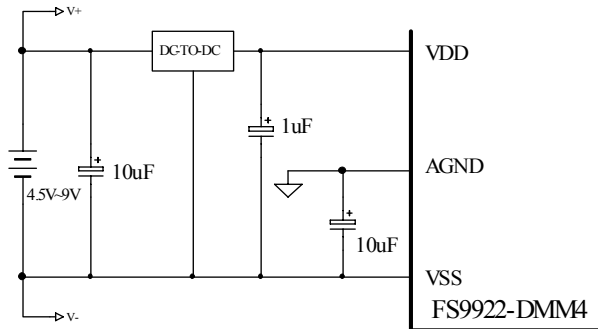 V+
DC-TO-DC
VDD
+
1uF
+
10uF
4.5V~9V
AGND
+
10uF
VSS
V-
FS9922-DMM4